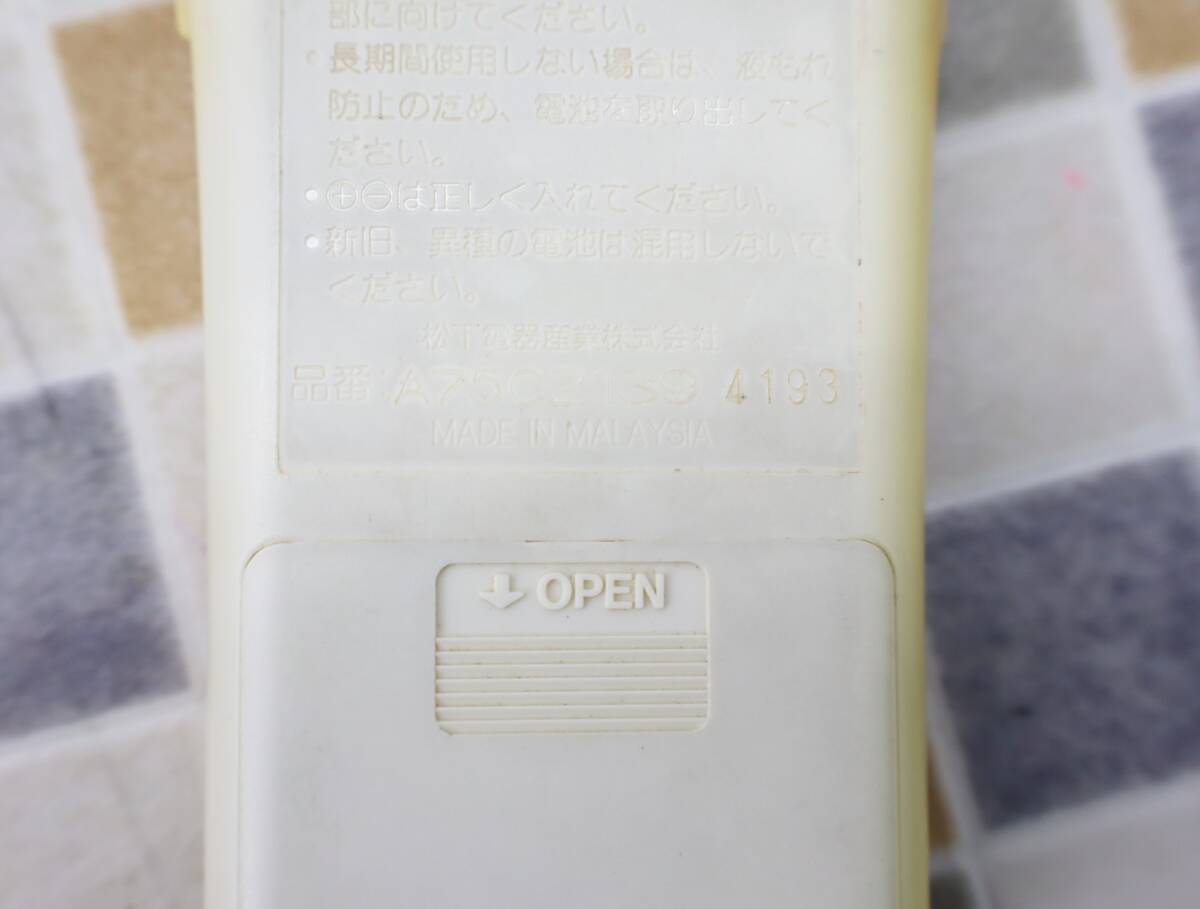 部に向けてください。
・長期間使用しない場合は、液もれ
防止のため、電池を取り出してく
ださい。
・⊕⊖は正しく入れてください。
・新旧、異種の電池は混用しないで
ください。
松下電器産業株式会社
品番:A75C2139 4193
MADE IN MALAYSIA
↓ OPEN